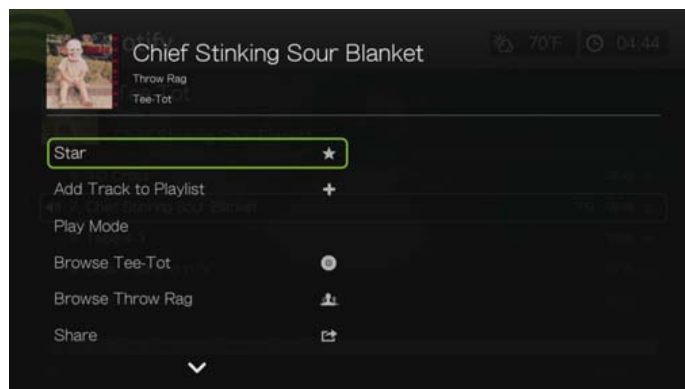 Spotify
70°F 04:44
Chief Stinking Sour Blanket
Throw Rag
Tee-Tot
Star
Add Track to Playlist
Play Mode
Browse Tee-Tot
Browse Throw Rag
Share